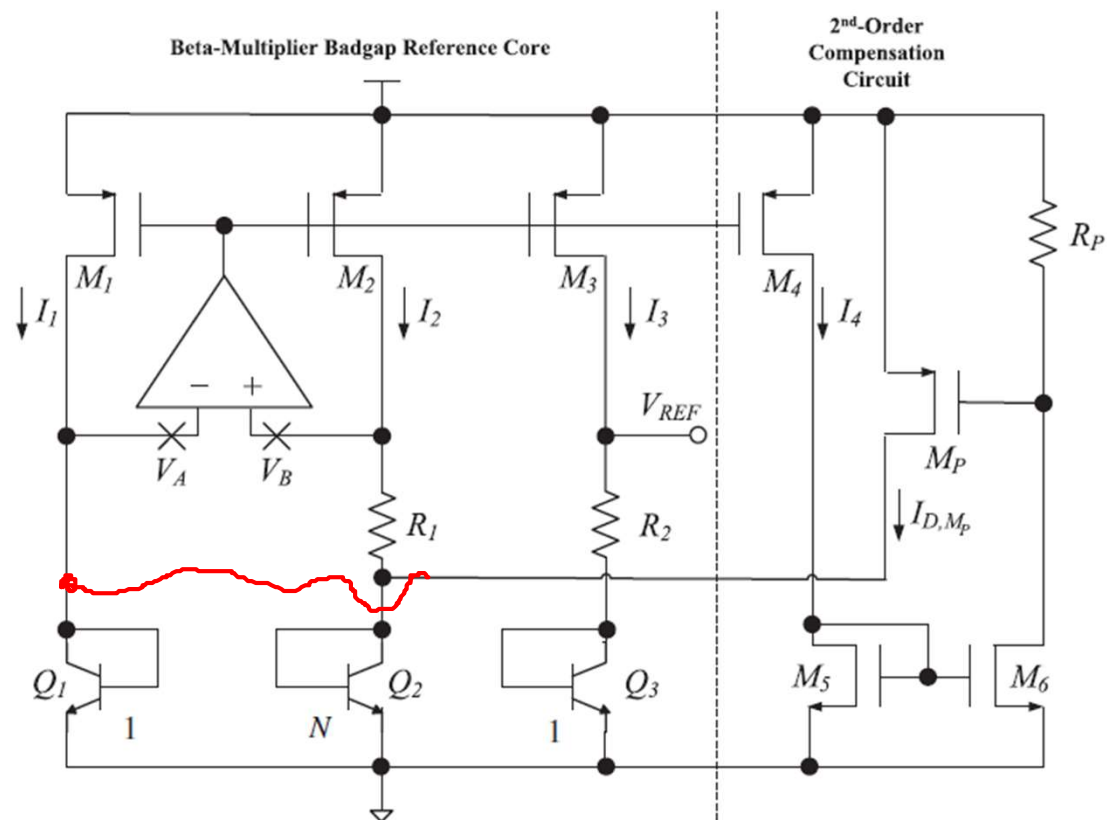 Beta-Multiplier Badgap Reference Core
2nd-Order
Compensation
Circuit
M1
M2
M3
M4
RP
I1
I2
I3
I4
− +
VA
VB
VREF
MP
ID,MP
R1
R2
Q1
Q2
Q3
M5
M6
1
N
1